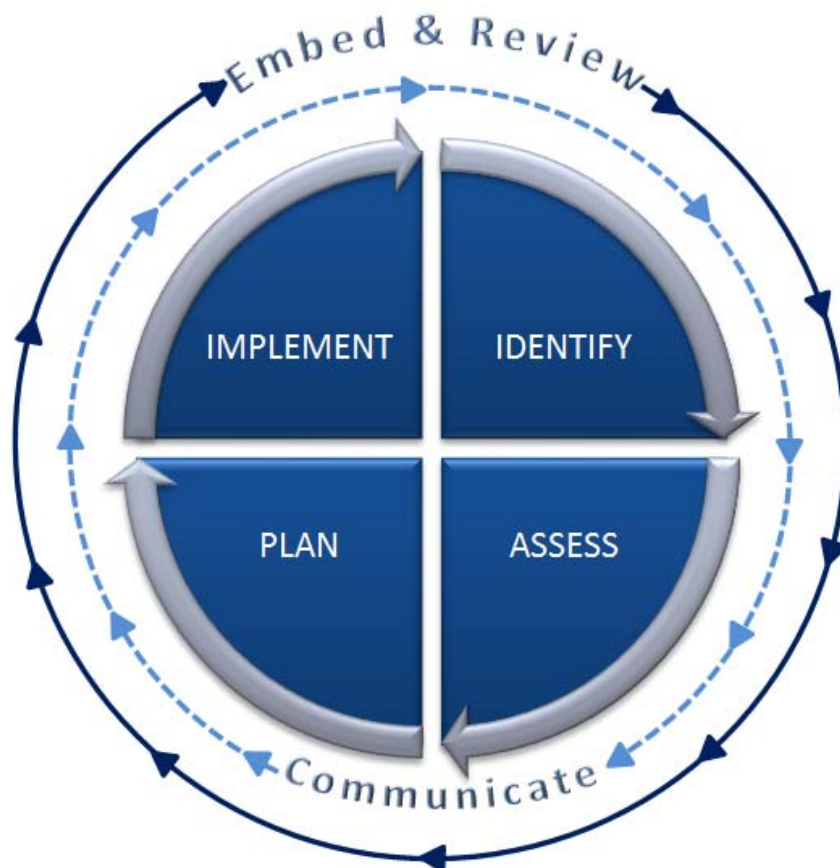 Embed & Review
IMPLEMENT
IDENTIFY
PLAN
ASSESS
Communicate